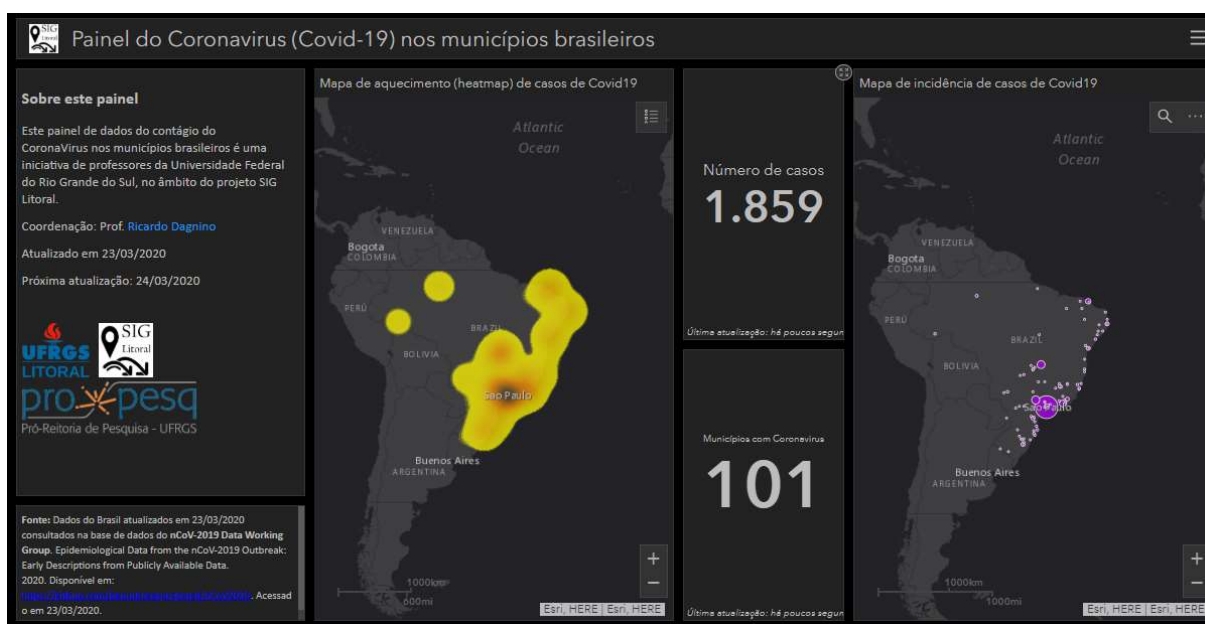 SIG
Litoral
Painel do Coronavirus (Covid-19) nos municípios brasileiros
Sobre este painel
Este painel de dados do contágio do
CoronaVirus nos municípios brasileiros é uma
iniciativa de professores da Universidade Federal
do Rio Grande do Sul, no âmbito do projeto SIG
Litoral.
Coordenação: Prof. Ricardo Dagnino
Atualizado em 23/03/2020
Próxima atualização: 24/03/2020
UFRGS
LITORAL
SIG
Litoral
propesq
Pró-Reitoria de Pesquisa - UFRGS
Fonte: Dados do Brasil atualizados em 23/03/2020
consultados na base de dados do nCoV-2019 Data Working
Group. Epidemiological Data from the nCoV-2019 Outbreak:
Early Descriptions from Publicly Available Data.
2020. Disponível em:
. Acessad
o em 23/03/2020.
Mapa de aquecimento (heatmap) de casos de Covid19
Atlantic
Ocean
VENEZUELA
Bogota
COLOMBIA
PERÚ
BRAZIL
BOLIVIA
Sao Paulo
Buenos Aires
ARGENTINA
1000km
600mi
Esri, HERE | Esri, HERE
Número de casos
1.859
Última atualização: há poucos segun
Municípios com Coronavirus
101
Última atualização: há poucos segun
Mapa de incidência de casos de Covid19
Atlantic
Ocean
VENEZUELA
Bogota
COLOMBIA
PERÚ
BRAZIL
BOLIVIA
Sao Paulo
Buenos Aires
ARGENTINA
1000km
1000mi
Esri, HERE | Esri, HERE